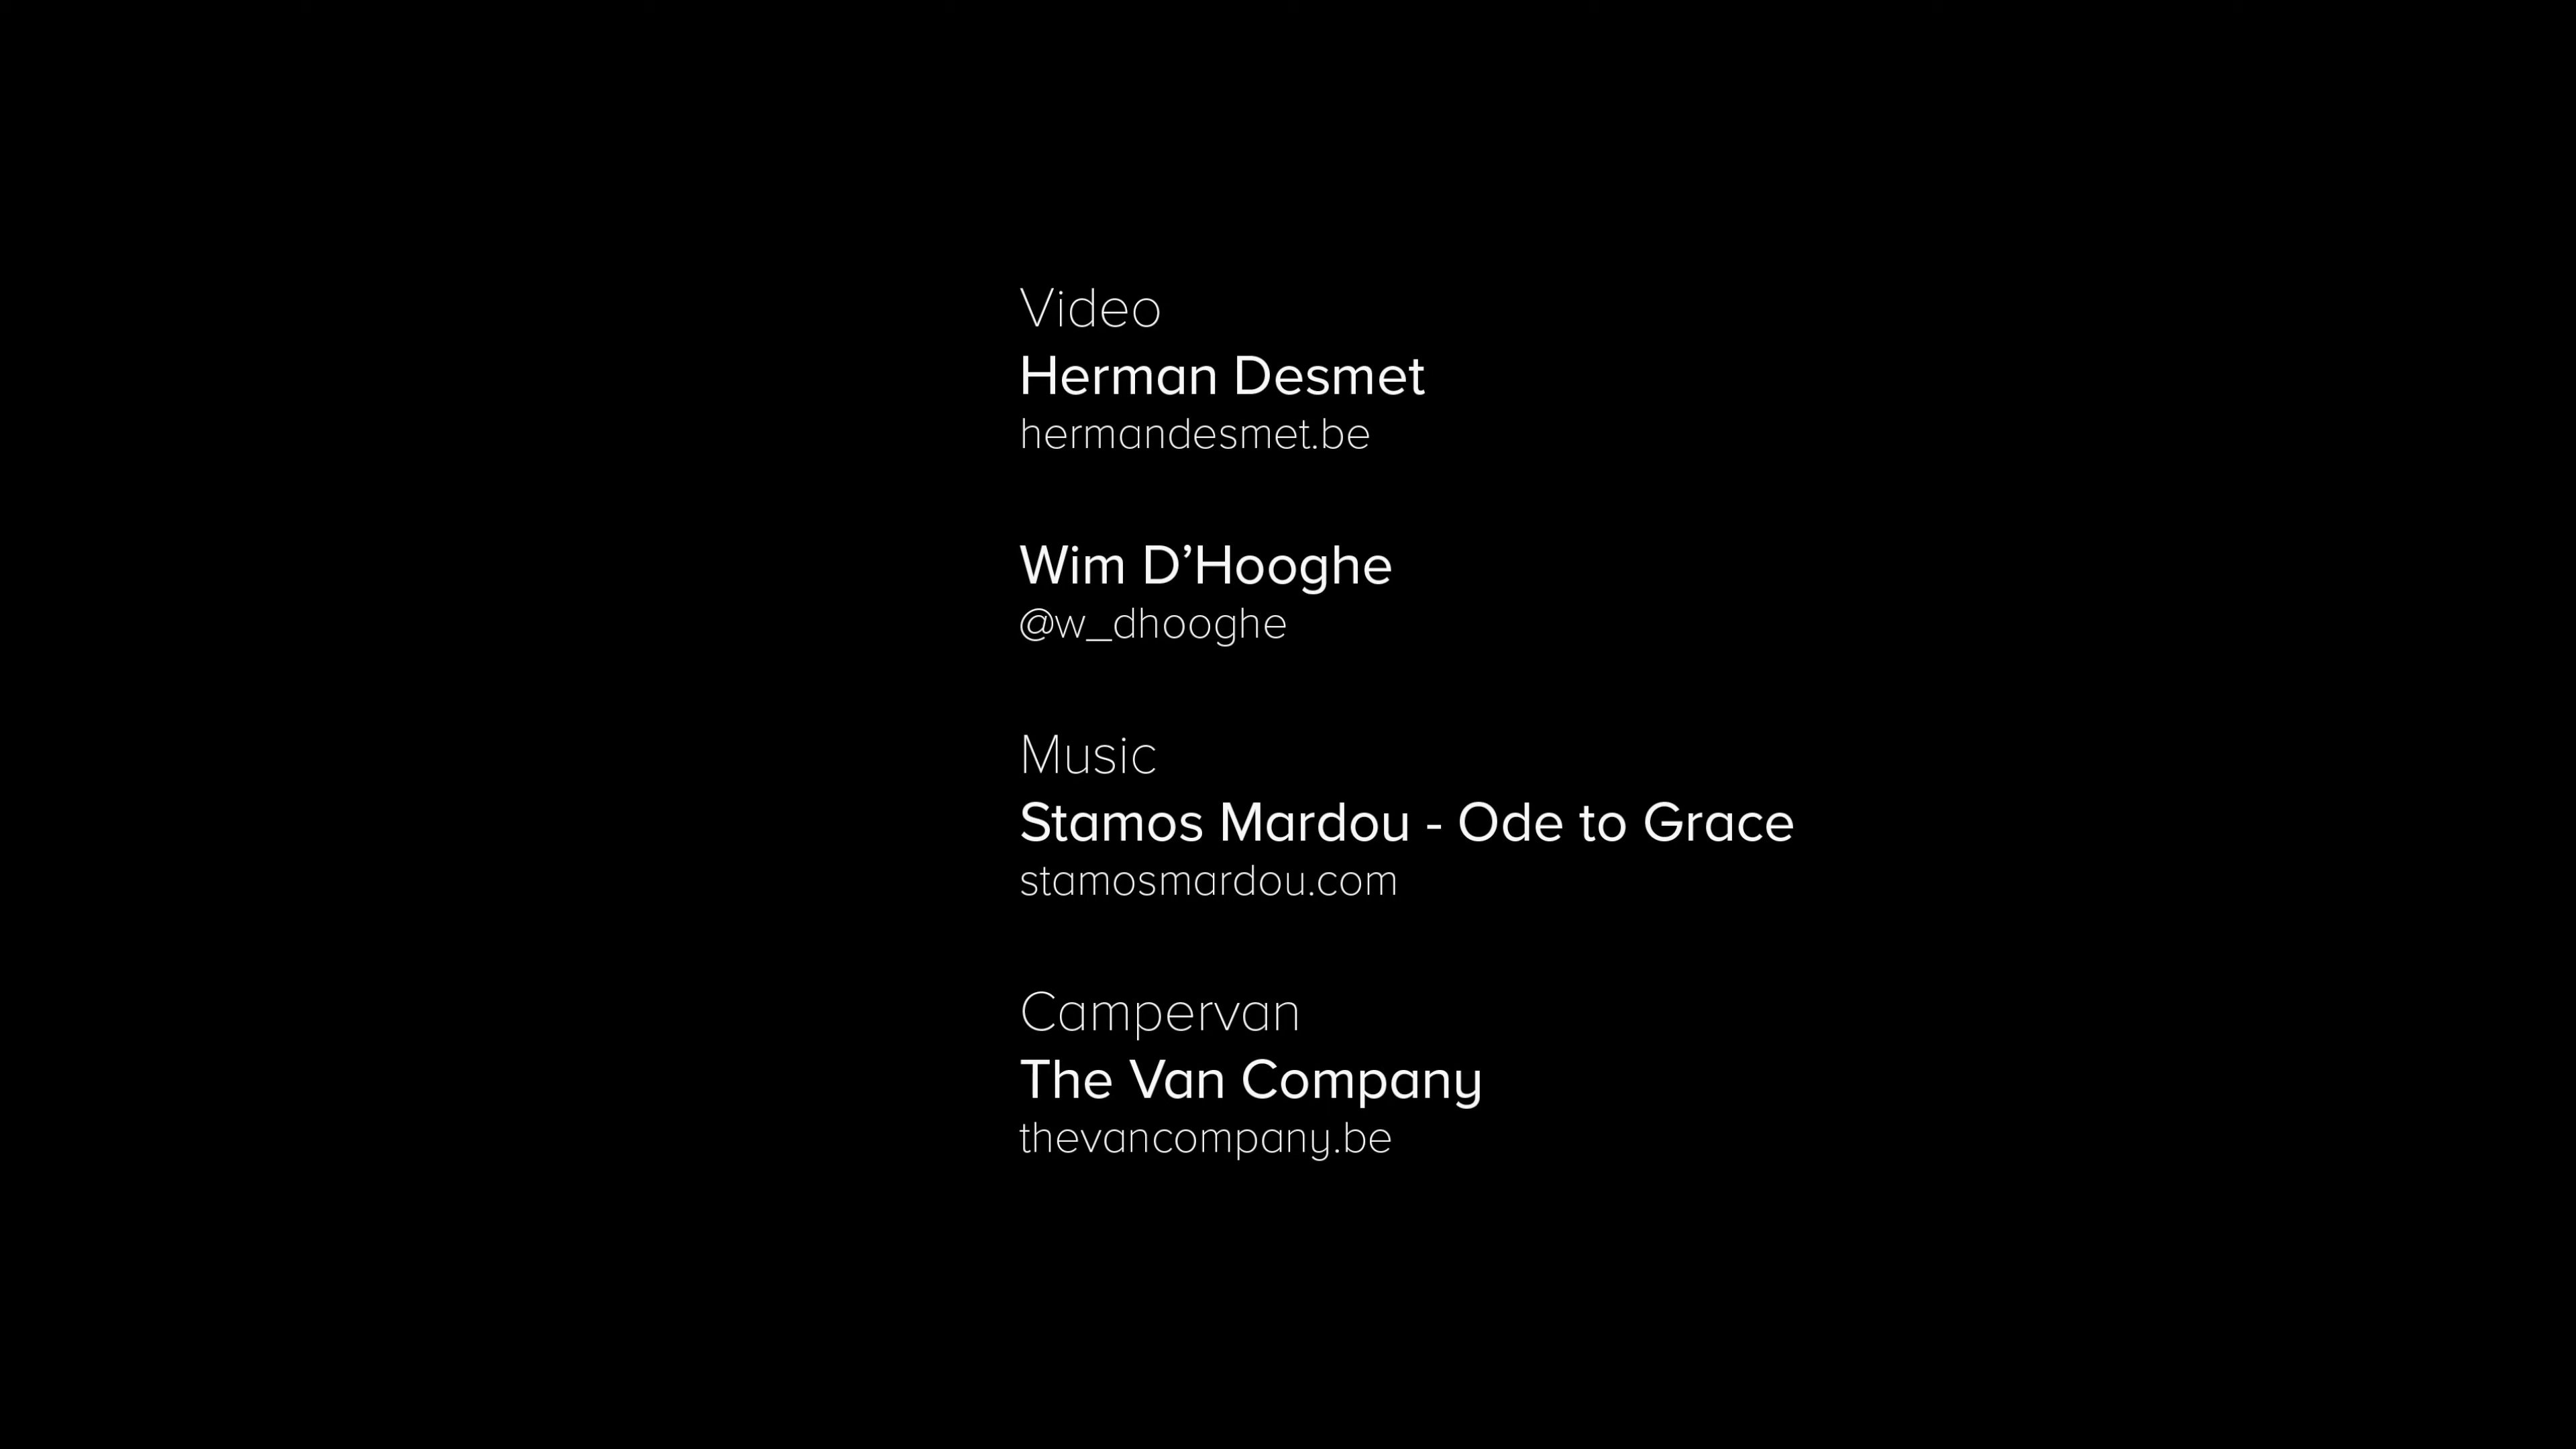 Video
Herman Desmet
hermandesmet.be
Wim D’Hooghe
@w_dhooghe
Music
Stamos Mardou - Ode to Grace
stamosmardou.com
Campervan
The Van Company
thevancompany.be